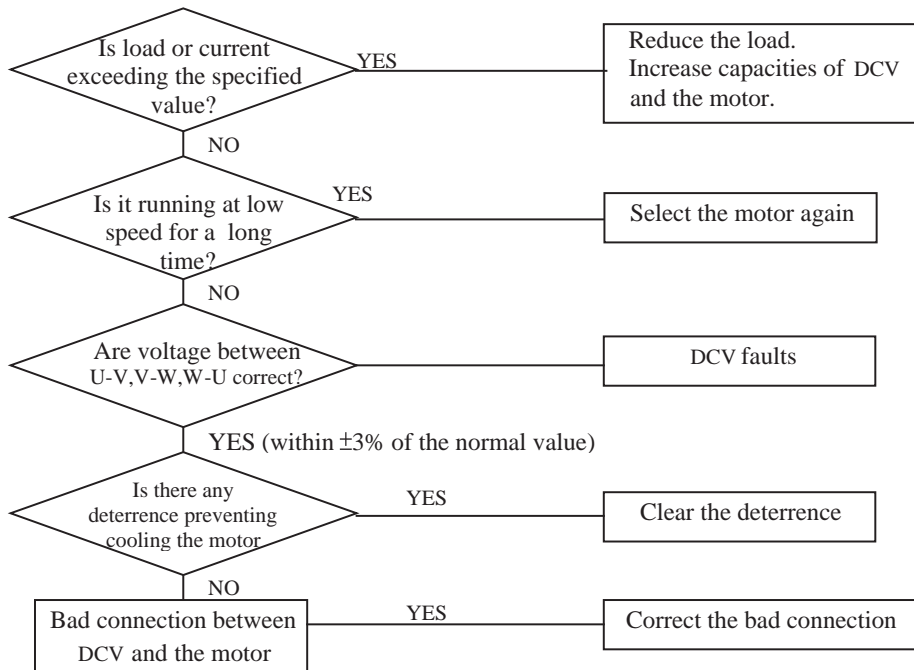 Is load or current
exceeding the specified
value?
YES
Reduce the load.
Increase capacities of DCV
and the motor.
NO
Is it running at low
speed for a long
time?
YES
Select the motor again
NO
Are voltage between
U-V,V-W,W-U correct?
DCV faults
YES (within ±3% of the normal value)
Is there any
deterrence preventing
cooling the motor
YES
Clear the deterrence
NO
Bad connection between
DCV and the motor
YES
Correct the bad connection